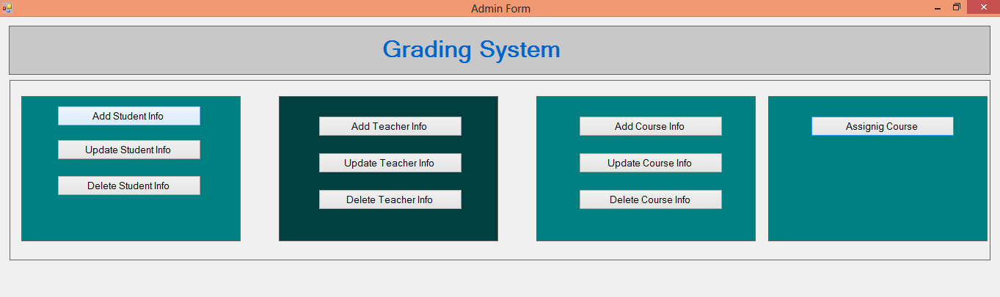 Admin Form
Grading System
Add Student Info
Update Student Info
Delete Student Info
Add Teacher Info
Update Teacher Info
Delete Teacher Info
Add Course Info
Update Course Info
Delete Course Info
Assignig Course